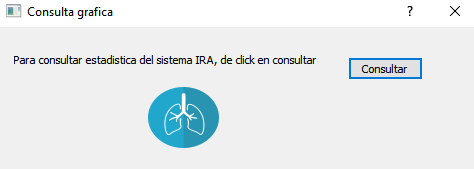 Consulta grafica
Para consultar estadistica del sistema IRA, de click en consultar
Consultar